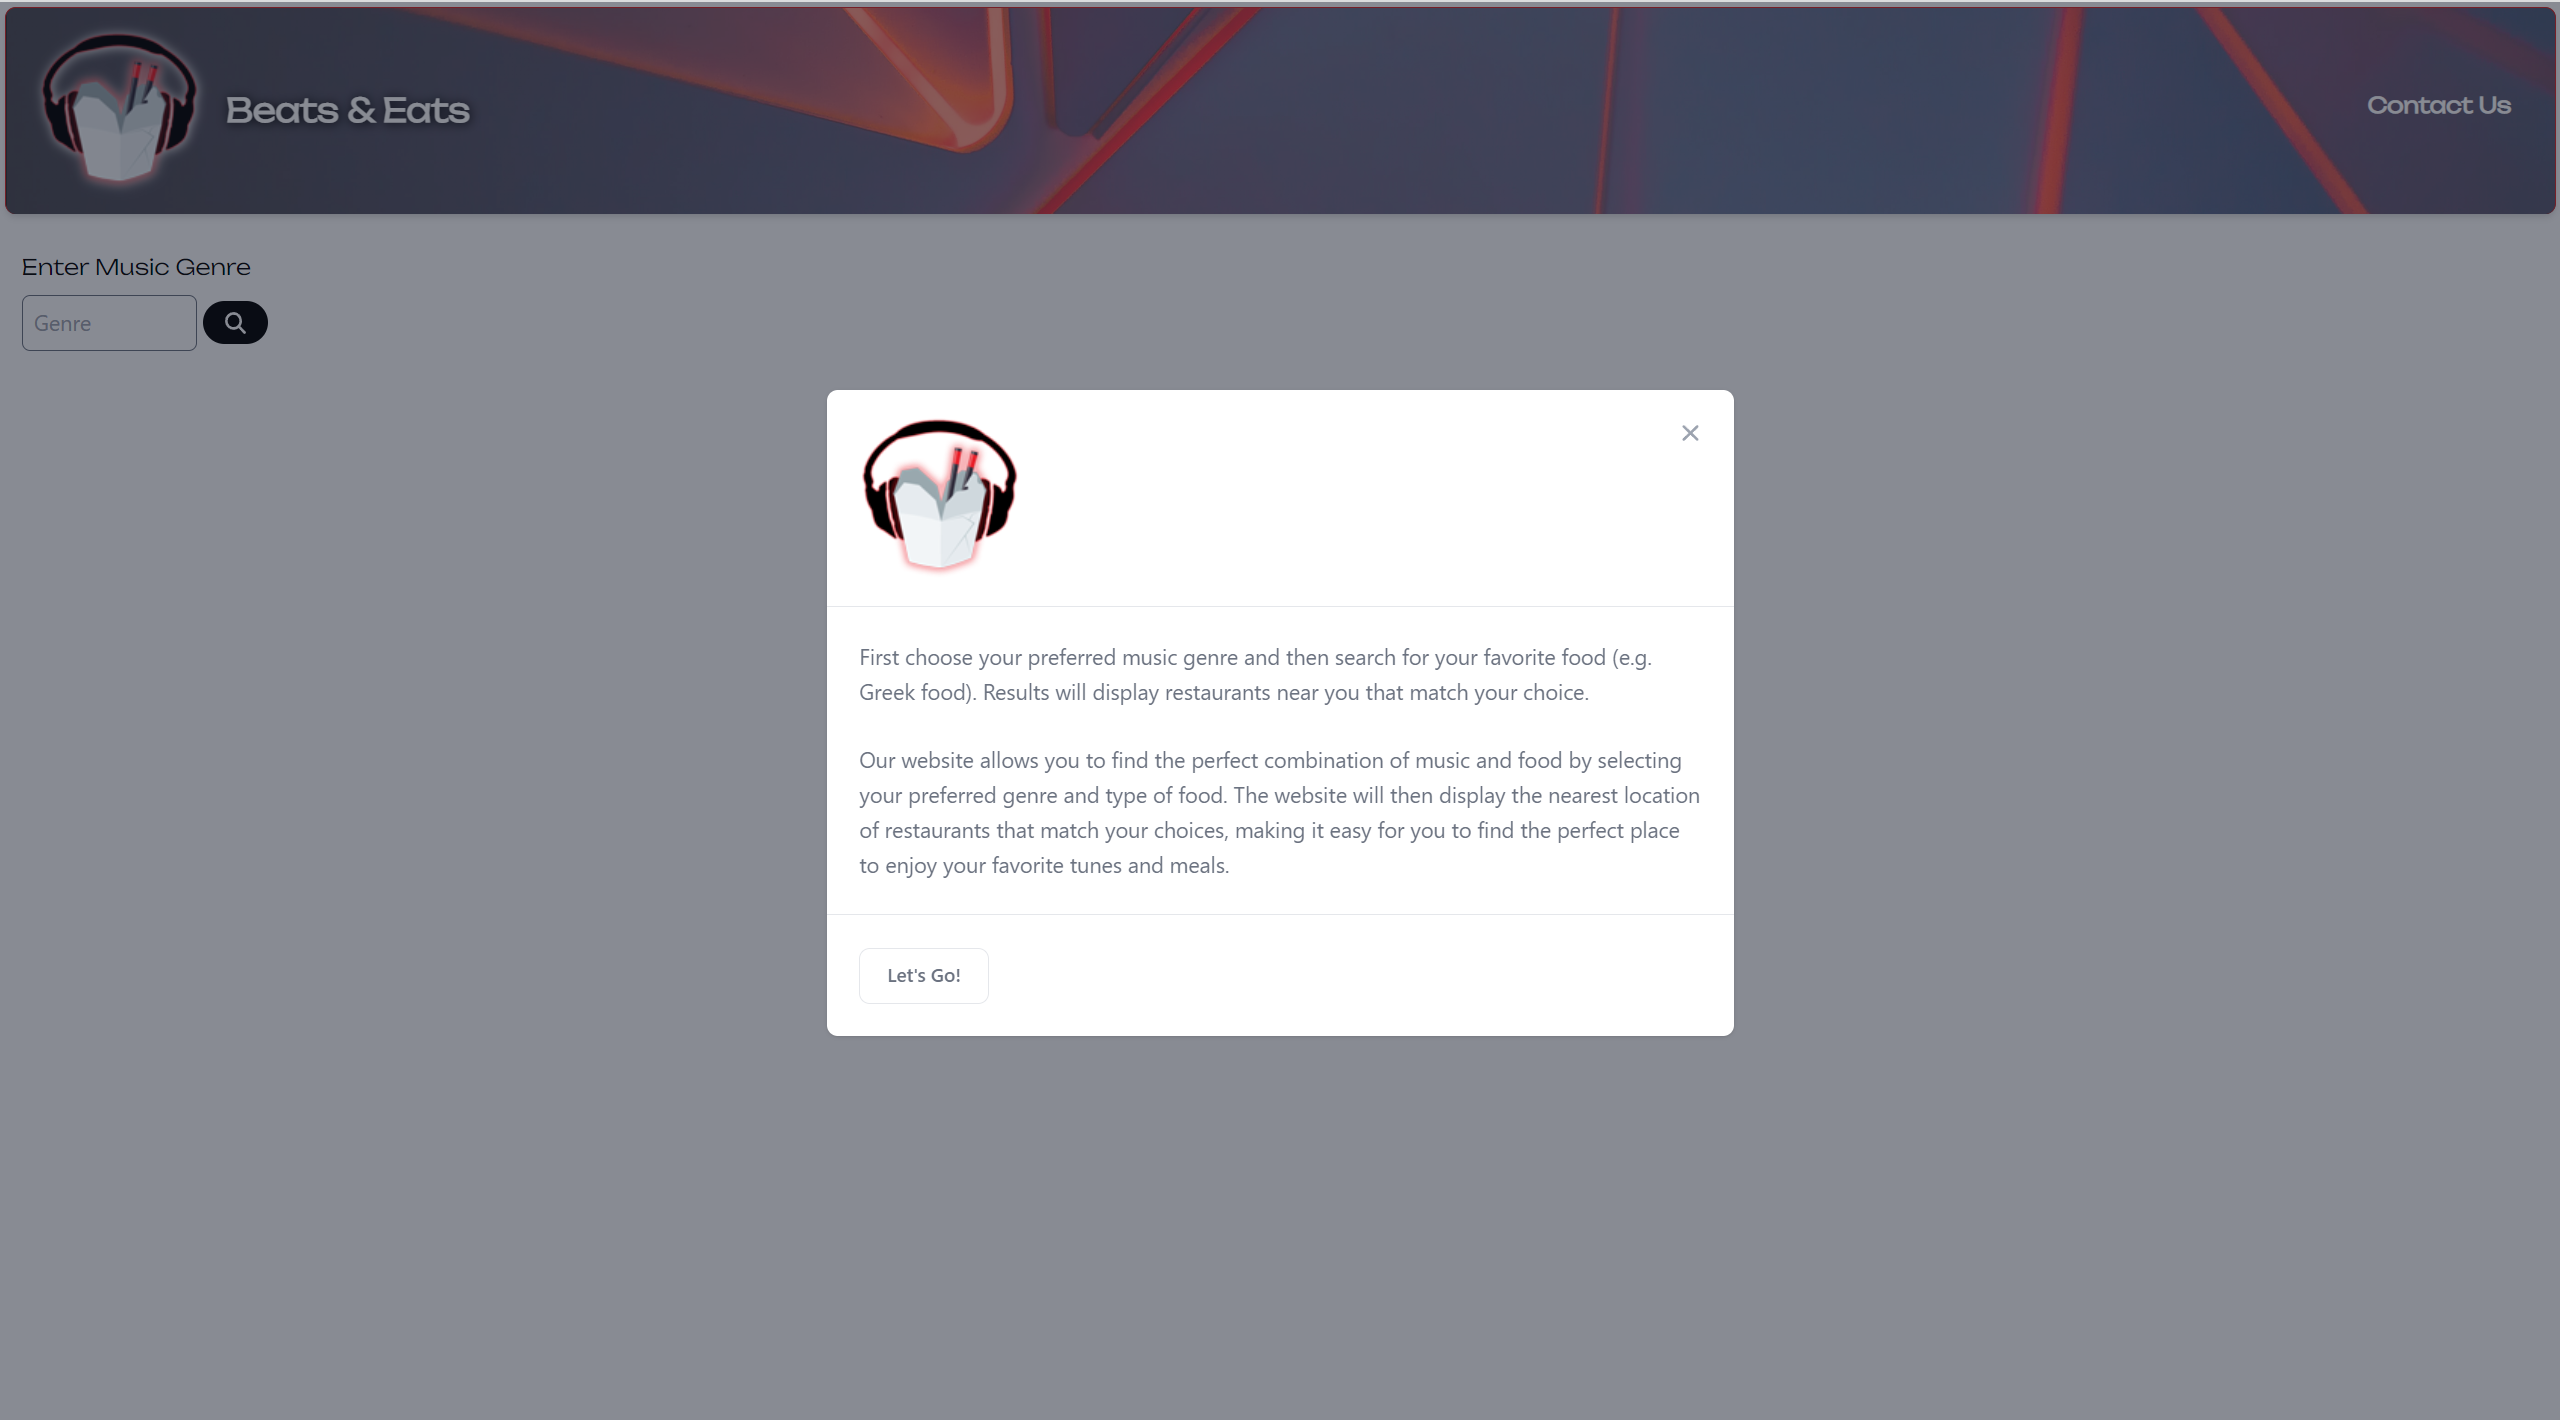 Beats & Eats
Contact Us
Enter Music Genre
Genre
First choose your preferred music genre and then search for your favorite food (e.g.
Greek food). Results will display restaurants near you that match your choice.
Our website allows you to find the perfect combination of music and food by selecting
your preferred genre and type of food. The website will then display the nearest location
of restaurants that match your choices, making it easy for you to find the perfect place
to enjoy your favorite tunes and meals.
Let's Go!